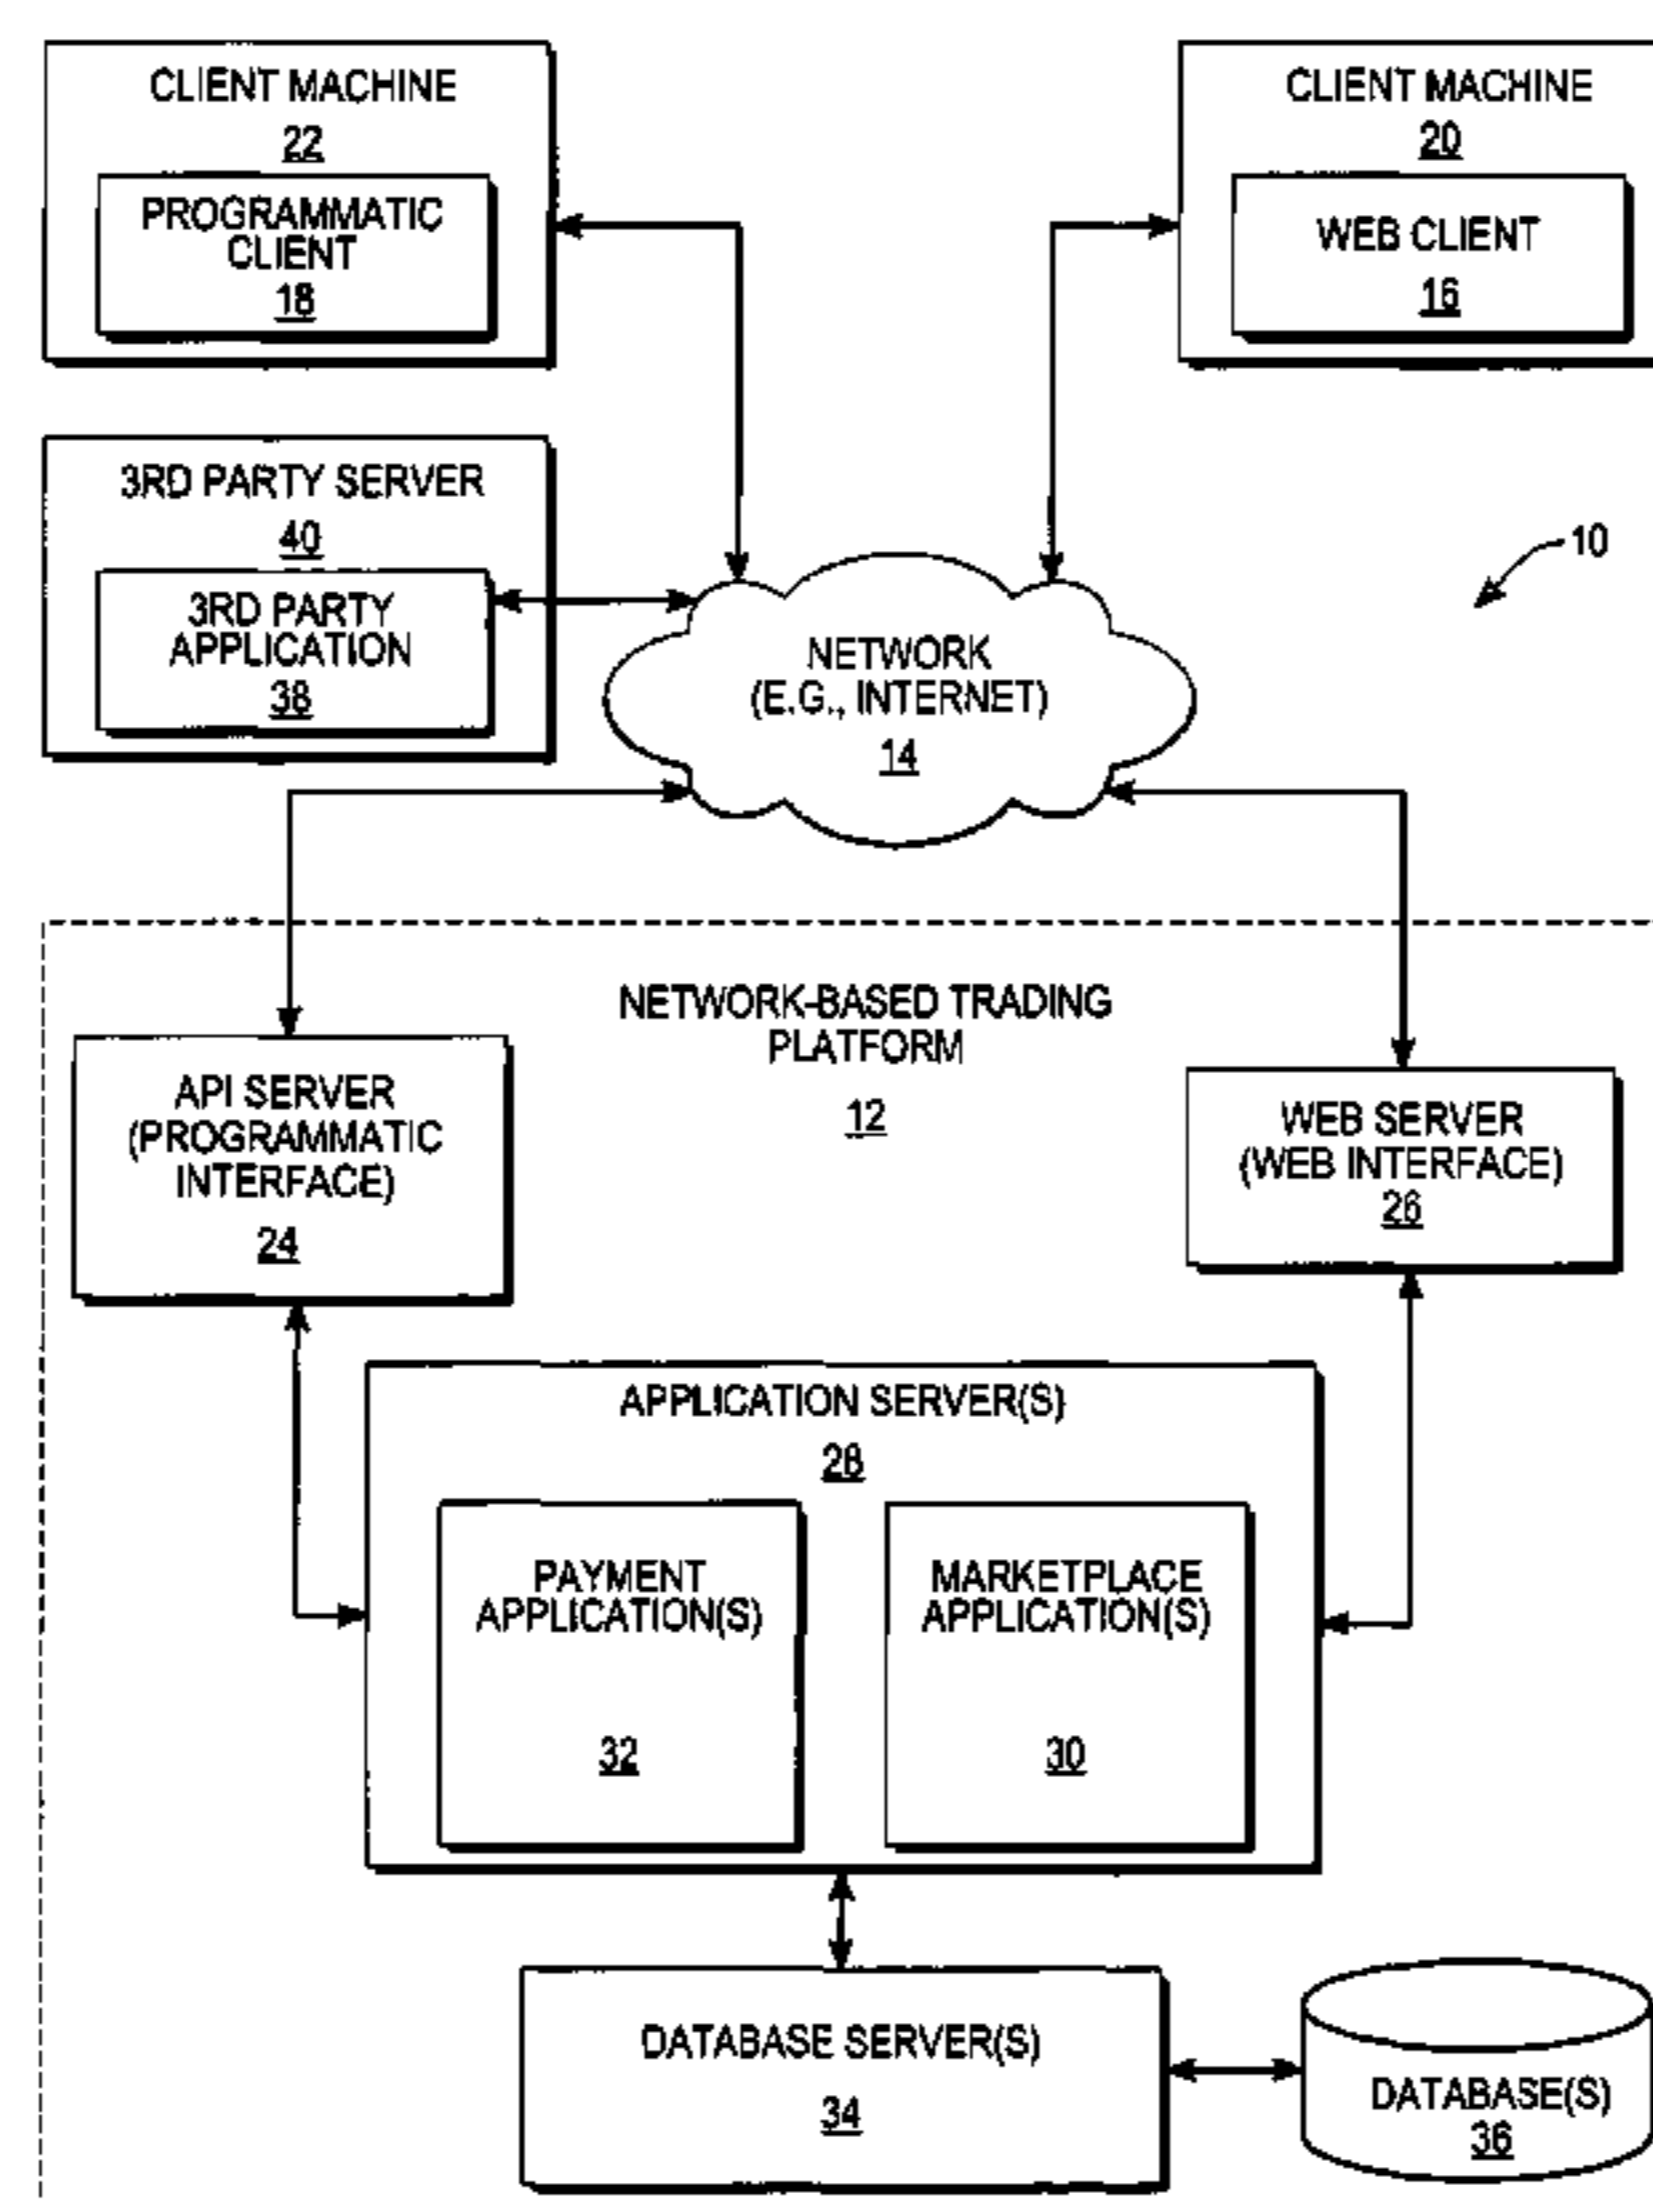 CLIENT MACHINE
22
PROGRAMMATIC
CLIENT
18
CLIENT MACHINE
20
WEB CLIENT
16
3RD PARTY SERVER
40
3RD PARTY
APPLICATION
38
10
NETWORK
(E.G., INTERNET)
14
NETWORK-BASED TRADING
PLATFORM
12
API SERVER
(PROGRAMMATIC
INTERFACE)
24
WEB SERVER
(WEB INTERFACE)
26
APPLICATION SERVER(S)
28
PAYMENT
APPLICATION(S)
32
MARKETPLACE
APPLICATION(S)
30
DATABASE SERVER(S)
34
DATABASE(S)
36